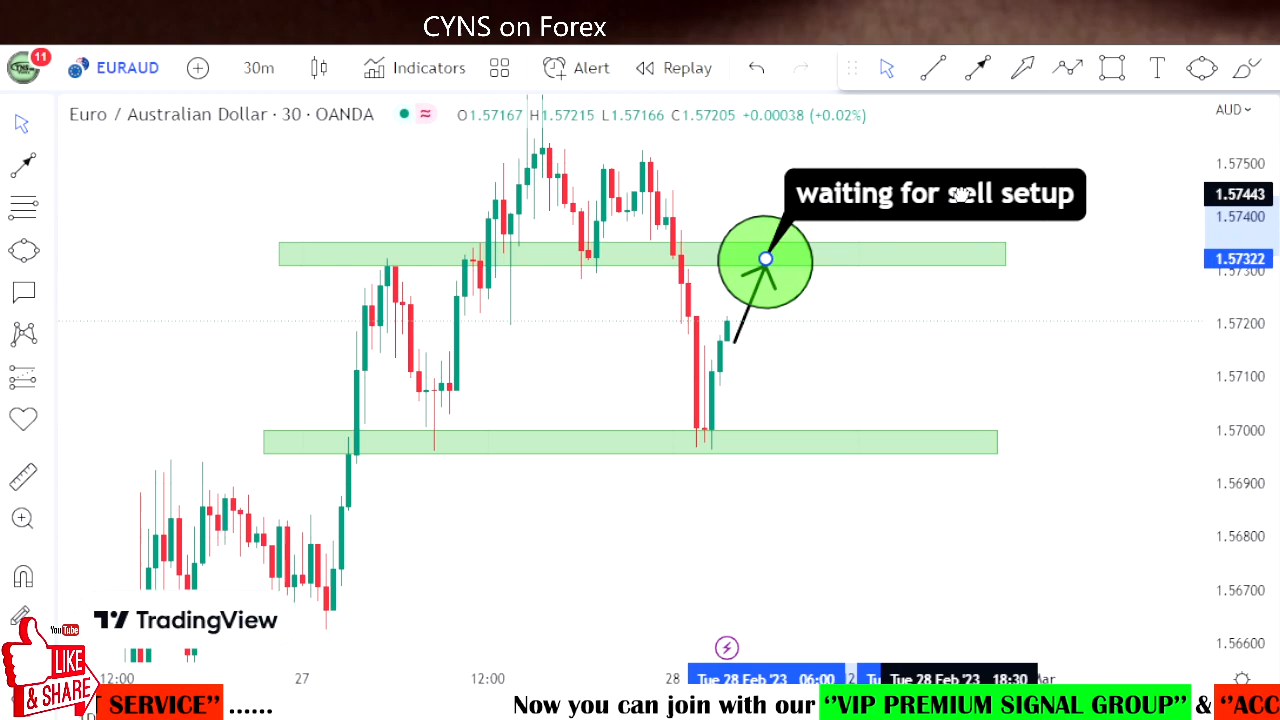 CYNS on Forex
11
EURAUD
30m
Indicators
Alert
Replay
Euro / Australian Dollar · 30 · OANDA
O1.57167 H1.57215 L1.57166 C1.57205 +0.00038 (+0.02%)
AUD
waiting for sell setup
1.57500
1.57443
1.57400
1.57322
1.57300
1.57200
1.57100
1.57000
1.56900
1.56800
1.56700
1.56600
TradingView
YouTube
LIKE
& SHARE
12:00
27
12:00
28
Tue 28 Feb '23 06:00
Tue 28 Feb '23 18:30
T SERVICE” ......
Now you can join with our “VIP PREMIUM SIGNAL GROUP” & “ACC